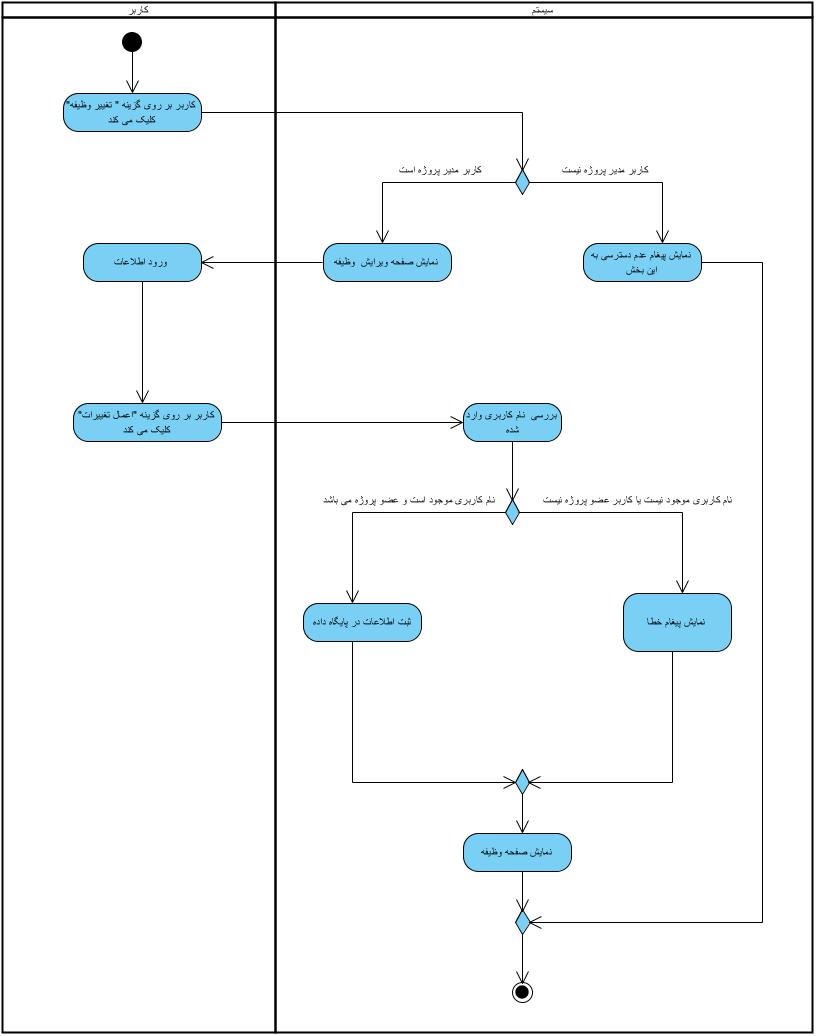 کاربر
سیستم
کاربر بر روی گزینه " تغییر وظیفه"
کلیک می کند
کاربر مدیر پروژه است
کاربر مدیر پروژه نیست
ورود اطلاعات
نمایش صفحه ویرایش وظیفه
نمایش پیغام عدم دسترسی به
این بخش
کاربر بر روی گزینه "اعمال تغییرات"
کلیک می کند
بررسی نام کاربری وارد
شده
نام کاربری موجود است و عضو پروژه می باشد
نام کاربری موجود نیست یا کاربر عضو پروژه نیست
ثبت اطلاعات در پایگاه داده
نمایش پیغام خطا
نمایش صفحه وظیفه